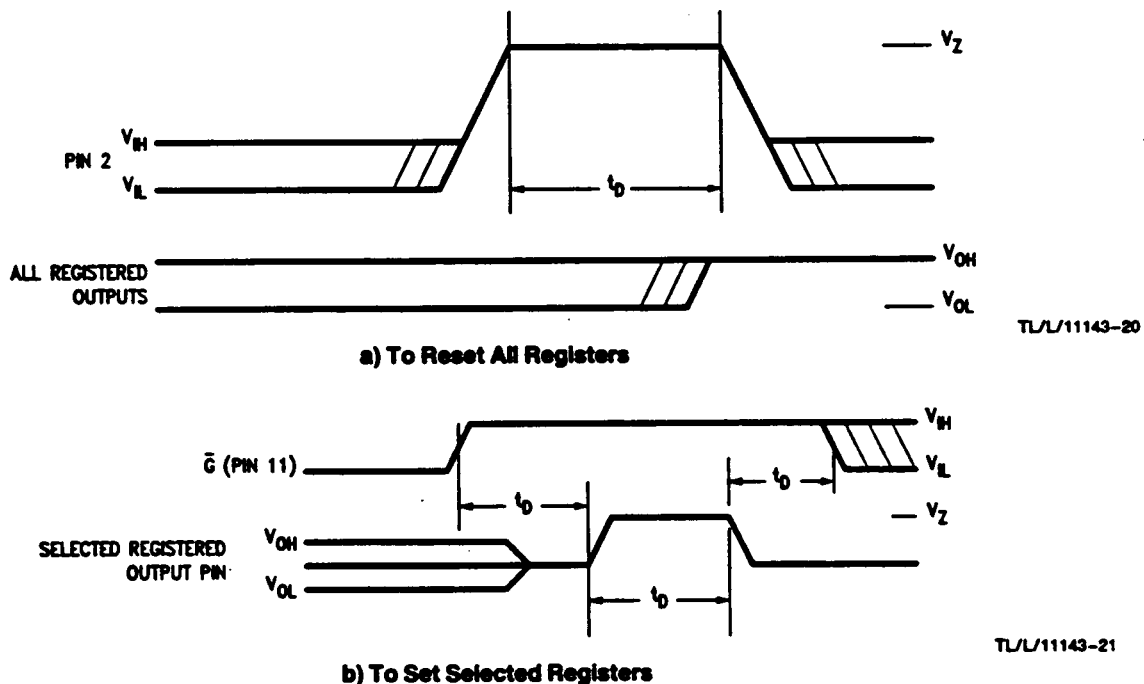 V_Z
V_IH
PIN 2
V_IL
t_D
ALL REGISTERED
OUTPUTS
V_OH
V_OL
TL/L/11143–20
a) To Reset All Registers
G̅ (PIN 11)
V_IH
V_IL
t_D
t_D
V_Z
SELECTED REGISTERED
OUTPUT PIN
V_OH
V_OL
t_D
TL/L/11143–21
b) To Set Selected Registers